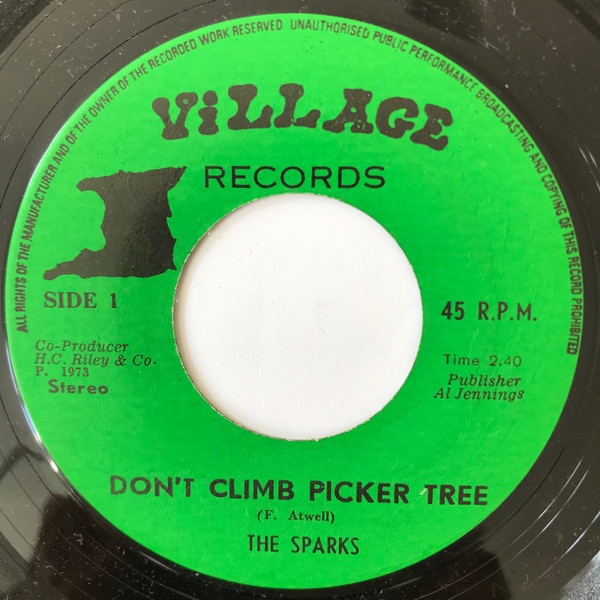 ALL RIGHTS OF THE MANUFACTURER AND OF THE OWNER OF THE RECORDED WORK RESERVED UNAUTHORISED PUBLIC PERFORMANCE BROADCASTING AND COPYING OF THIS RECORD PROHIBITED
ViLLAGE
RECORDS
SIDE 1
45 R.P.M.
Co-Producer
H.C. Riley & Co.
P. 1973
Stereo
Time 2.40
Publisher
Al Jennings
DON'T CLIMB PICKER TREE
(F. Atwell)
THE SPARKS